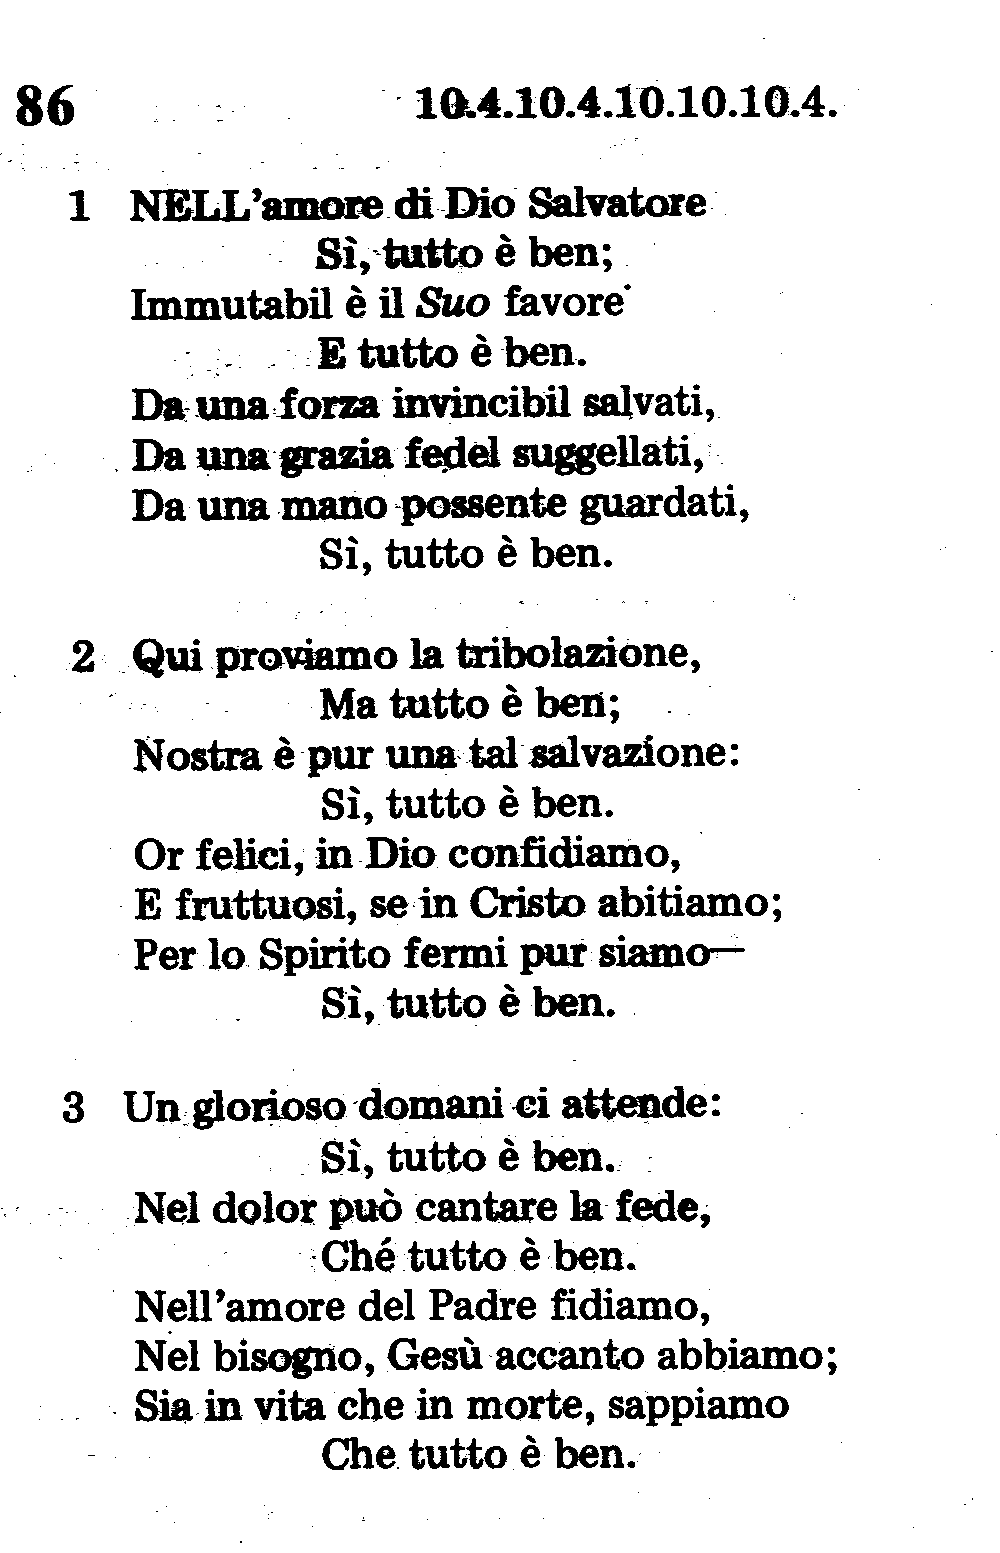 86 10.4.10.4.10.10.10.4.
1 NELL'amore di Dio Salvatore
Sì, tutto è ben;
Immutabil è il Suo favore
E tutto è ben.
Da una forza invincibil salvati,
Da una grazia fedel suggellati,
Da una mano possente guardati,
Sì, tutto è ben.
2 Qui proviamo la tribolazione,
Ma tutto è ben;
Nostra è pur una tal salvazione:
Sì, tutto è ben.
Or felici, in Dio confidiamo,
E fruttuosi, se in Cristo abitiamo;
Per lo Spirito fermi pur siamo—
Sì, tutto è ben.
3 Un glorioso domani ci attende:
Sì, tutto è ben.
Nel dolor può cantare la fede,
Ché tutto è ben.
Nell'amore del Padre fidiamo,
Nel bisogno, Gesù accanto abbiamo;
Sia in vita che in morte, sappiamo
Che tutto è ben.